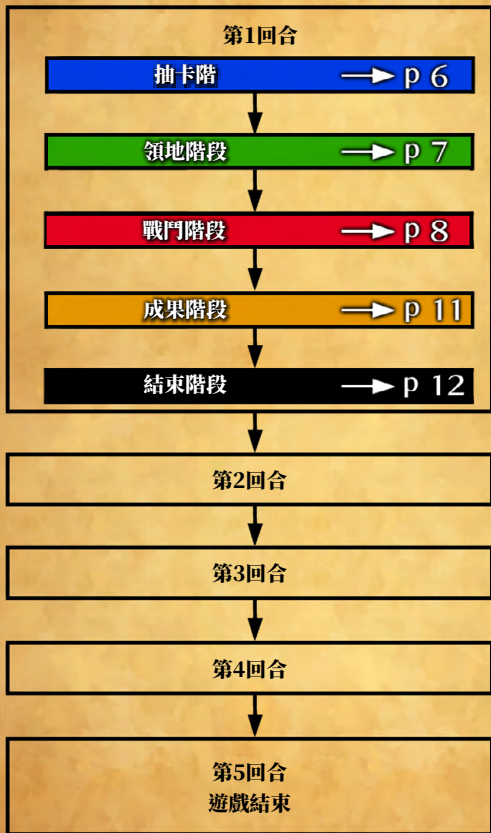 第1回合
抽卡階 → p 6
領地階段 → p 7
戰鬥階段 → p 8
成果階段 → p 11
結束階段 → p 12
第2回合
第3回合
第4回合
第5回合
遊戲結束